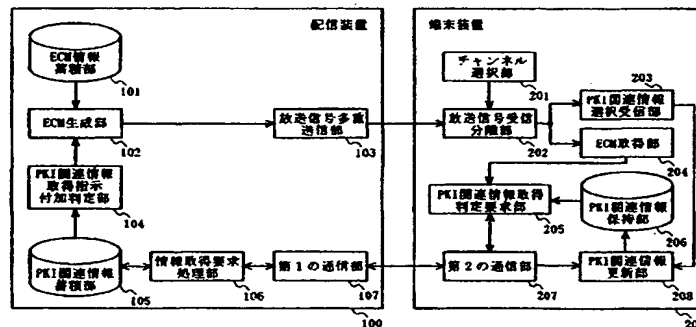 配信装置
ECM情報
蓄積部
101
ECM生成部
102
放送信号多重
送信部
103
PKI関連情報
取得指示
付加判定部
104
PKI関連情報
蓄積部
105
情報取得要求
処理部
106
第1の通信部
107
100
端末装置
チャンネル
選択部
201
放送信号受信
分離部
202
203
PKI関連情報
選択受信部
ECM取得部
204
PKI関連情報取得
判定要求部
205
PKI関連情報
保持部
206
第2の通信部
207
PKI関連情報
更新部
208